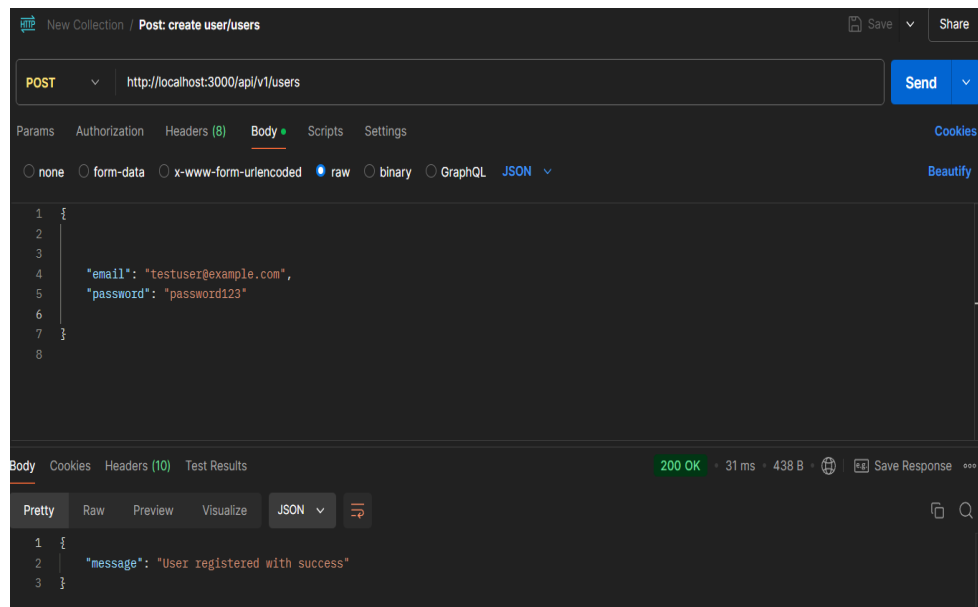 HTTP New Collection / Post: create user/users Save Share
POST http://localhost:3000/api/v1/users Send
Params Authorization Headers (8) Body Scripts Settings Cookies
none form-data x-www-form-urlencoded raw binary GraphQL JSON Beautify
1 {
2
3
4 "email": "testuser@example.com",
5 "password": "password123"
6
7 }
8
Body Cookies Headers (10) Test Results 200 OK • 31 ms • 438 B • e.g. Save Response
Pretty Raw Preview Visualize JSON
1 {
2 "message": "User registered with success"
3 }